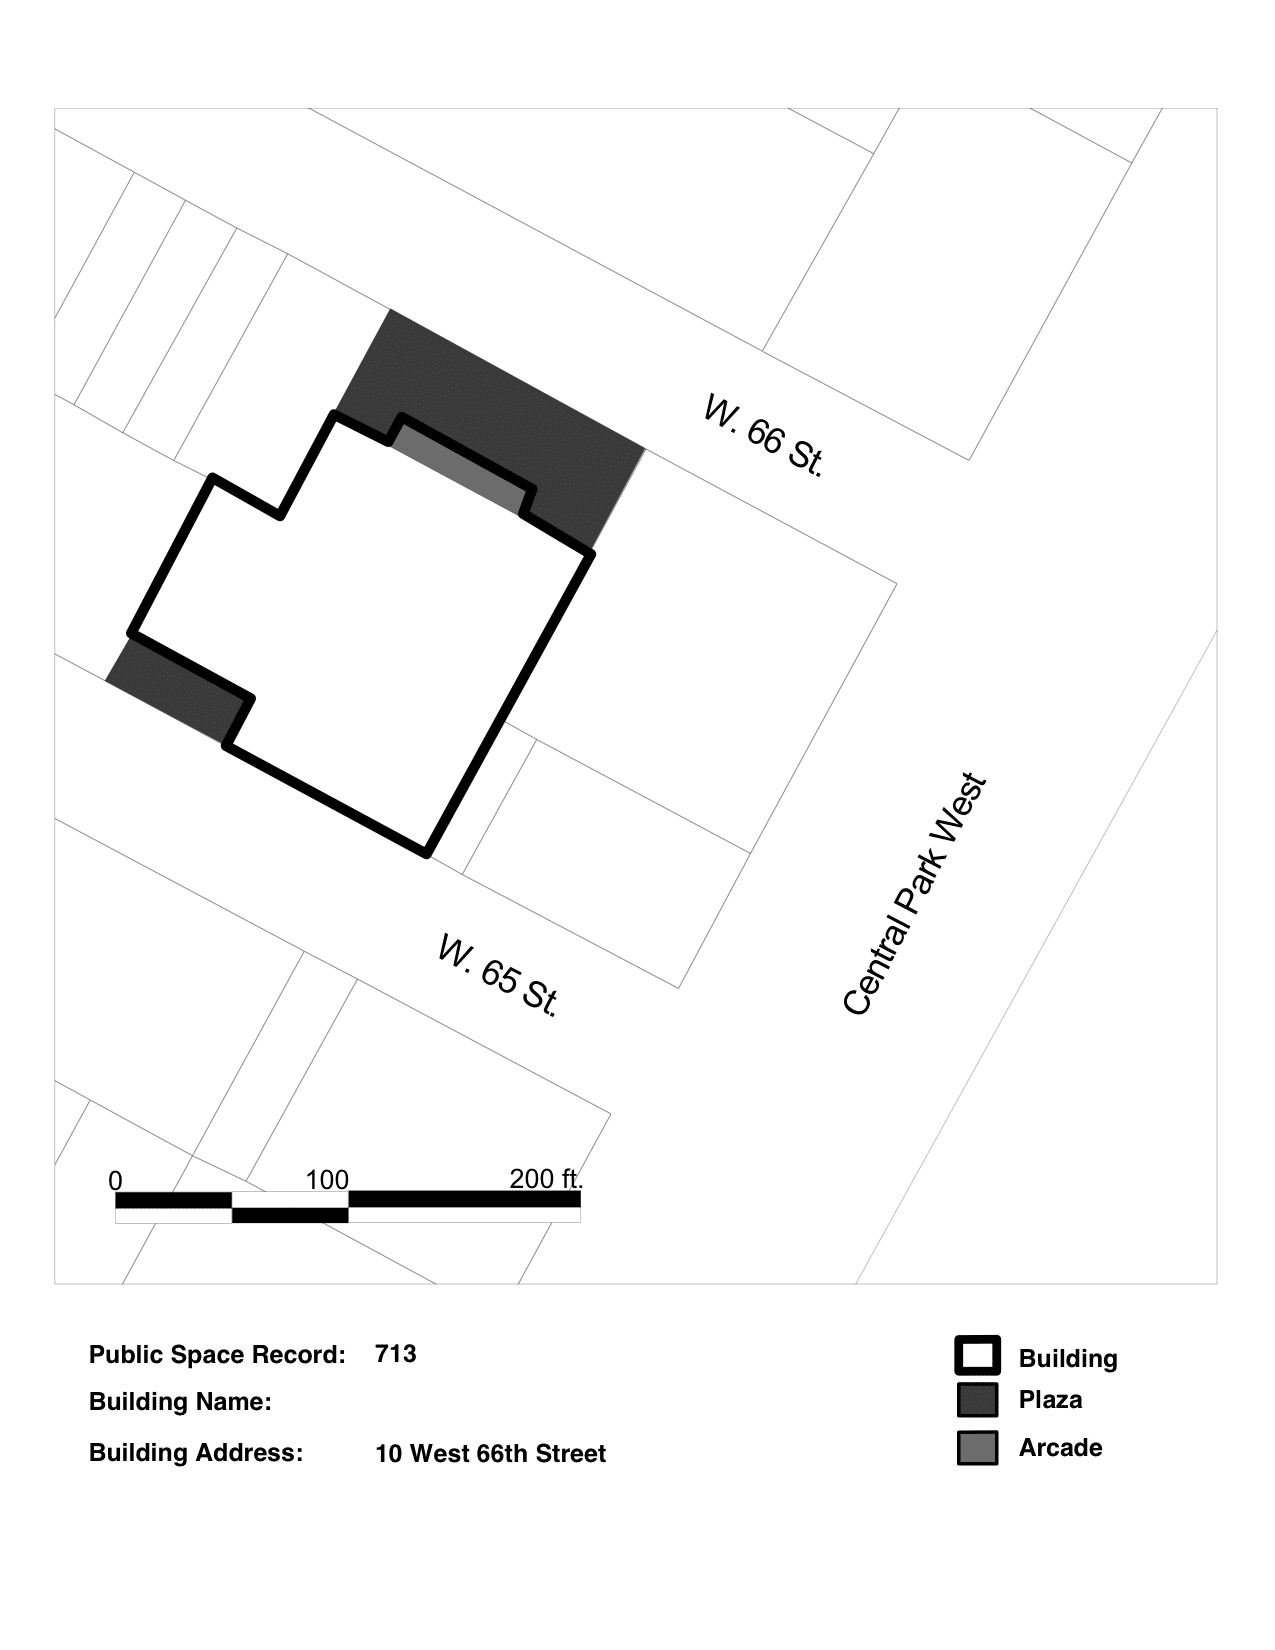 W. 66 St.
Central Park West
W. 65 St.
0 100 200 ft.
Public Space Record: 713
Building Name:
Building Address: 10 West 66th Street
Building
Plaza
Arcade